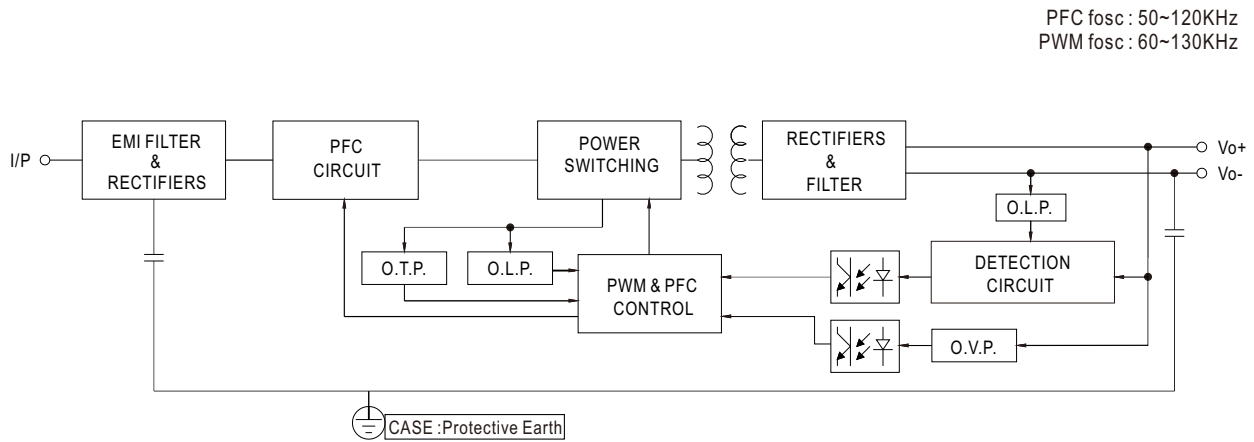 PFC fosc : 50~120KHz
PWM fosc : 60~130KHz
I/P
EMI FILTER
&
RECTIFIERS
PFC
CIRCUIT
POWER
SWITCHING
RECTIFIERS
&
FILTER
Vo+
Vo-
O.L.P.
O.T.P.
O.L.P.
PWM & PFC
CONTROL
DETECTION
CIRCUIT
O.V.P.
CASE :Protective Earth